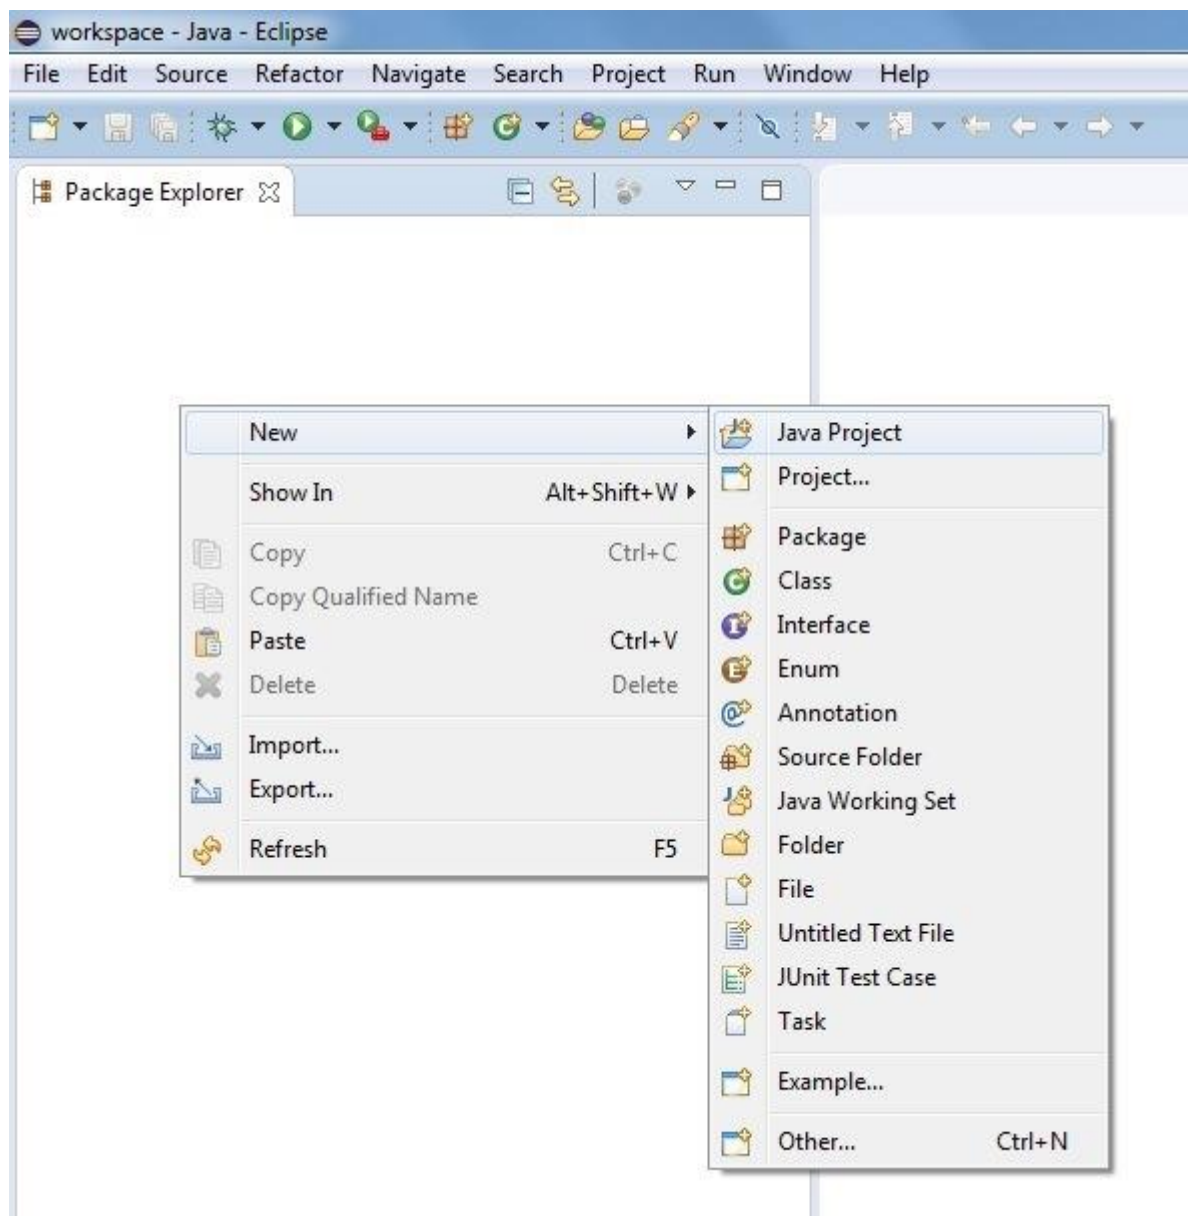 workspace - Java - Eclipse
File Edit Source Refactor Navigate Search Project Run Window Help
Package Explorer
New
Show In Alt+Shift+W
Copy Ctrl+C
Copy Qualified Name
Paste Ctrl+V
Delete Delete
Import...
Export...
Refresh F5
Java Project
Project...
Package
Class
Interface
Enum
Annotation
Source Folder
Java Working Set
Folder
File
Untitled Text File
JUnit Test Case
Task
Example...
Other... Ctrl+N